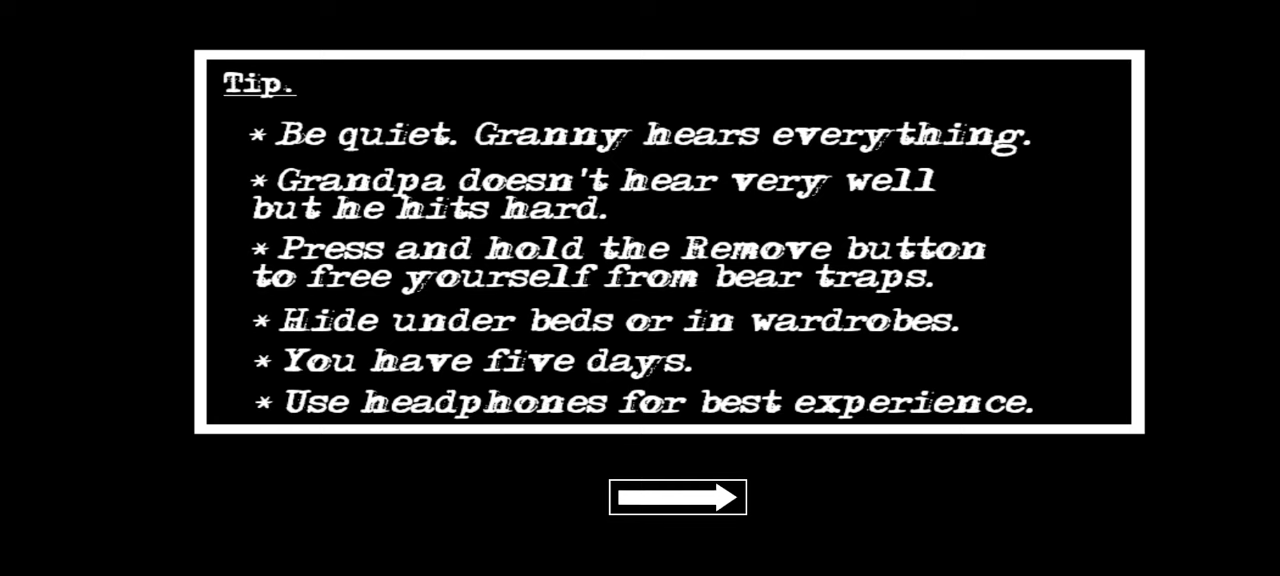 Tip.
* Be quiet. Granny hears everything.
* Grandpa doesn't hear very well
but he hits hard.
* Press and hold the Remove button
to free yourself from bear traps.
* Hide under beds or in wardrobes.
* You have five days.
* Use headphones for best experience.